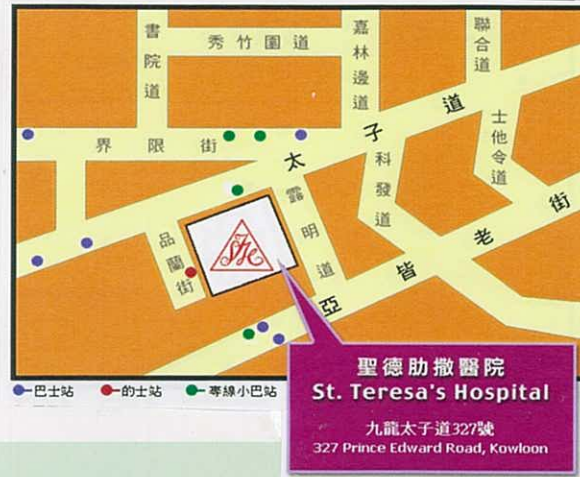 書院道
秀竹園道
嘉林邊道
聯合道
界限街
太子道
士他令道
科發道
露明道
品蘭街
亞皆老街
STH
聖德肋撒醫院
St. Teresa's Hospital
九龍太子道327號
327 Prince Edward Road, Kowloon
巴士站
的士站
專線小巴站